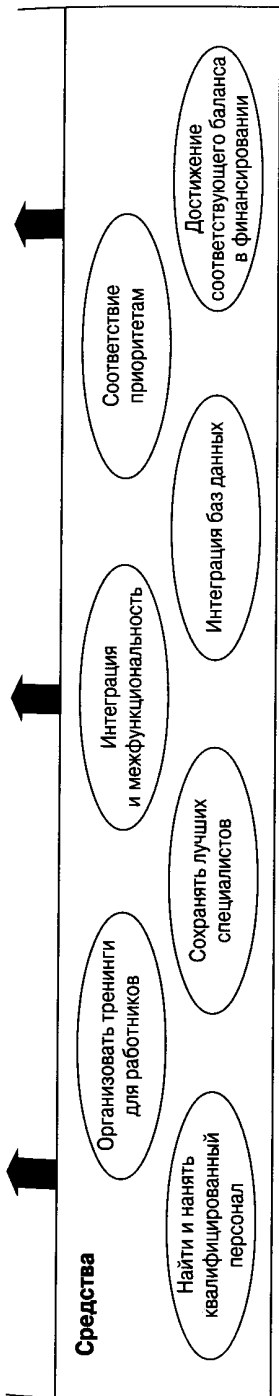 Средства
Организовать тренинги
для работников
Интеграция
и межфункциональность
Соответствие
приоритетам
Найти и нанять
квалифицированный
персонал
Сохранять лучших
специалистов
Интеграция баз данных
Достижение
соответствующего баланса
в финансировании